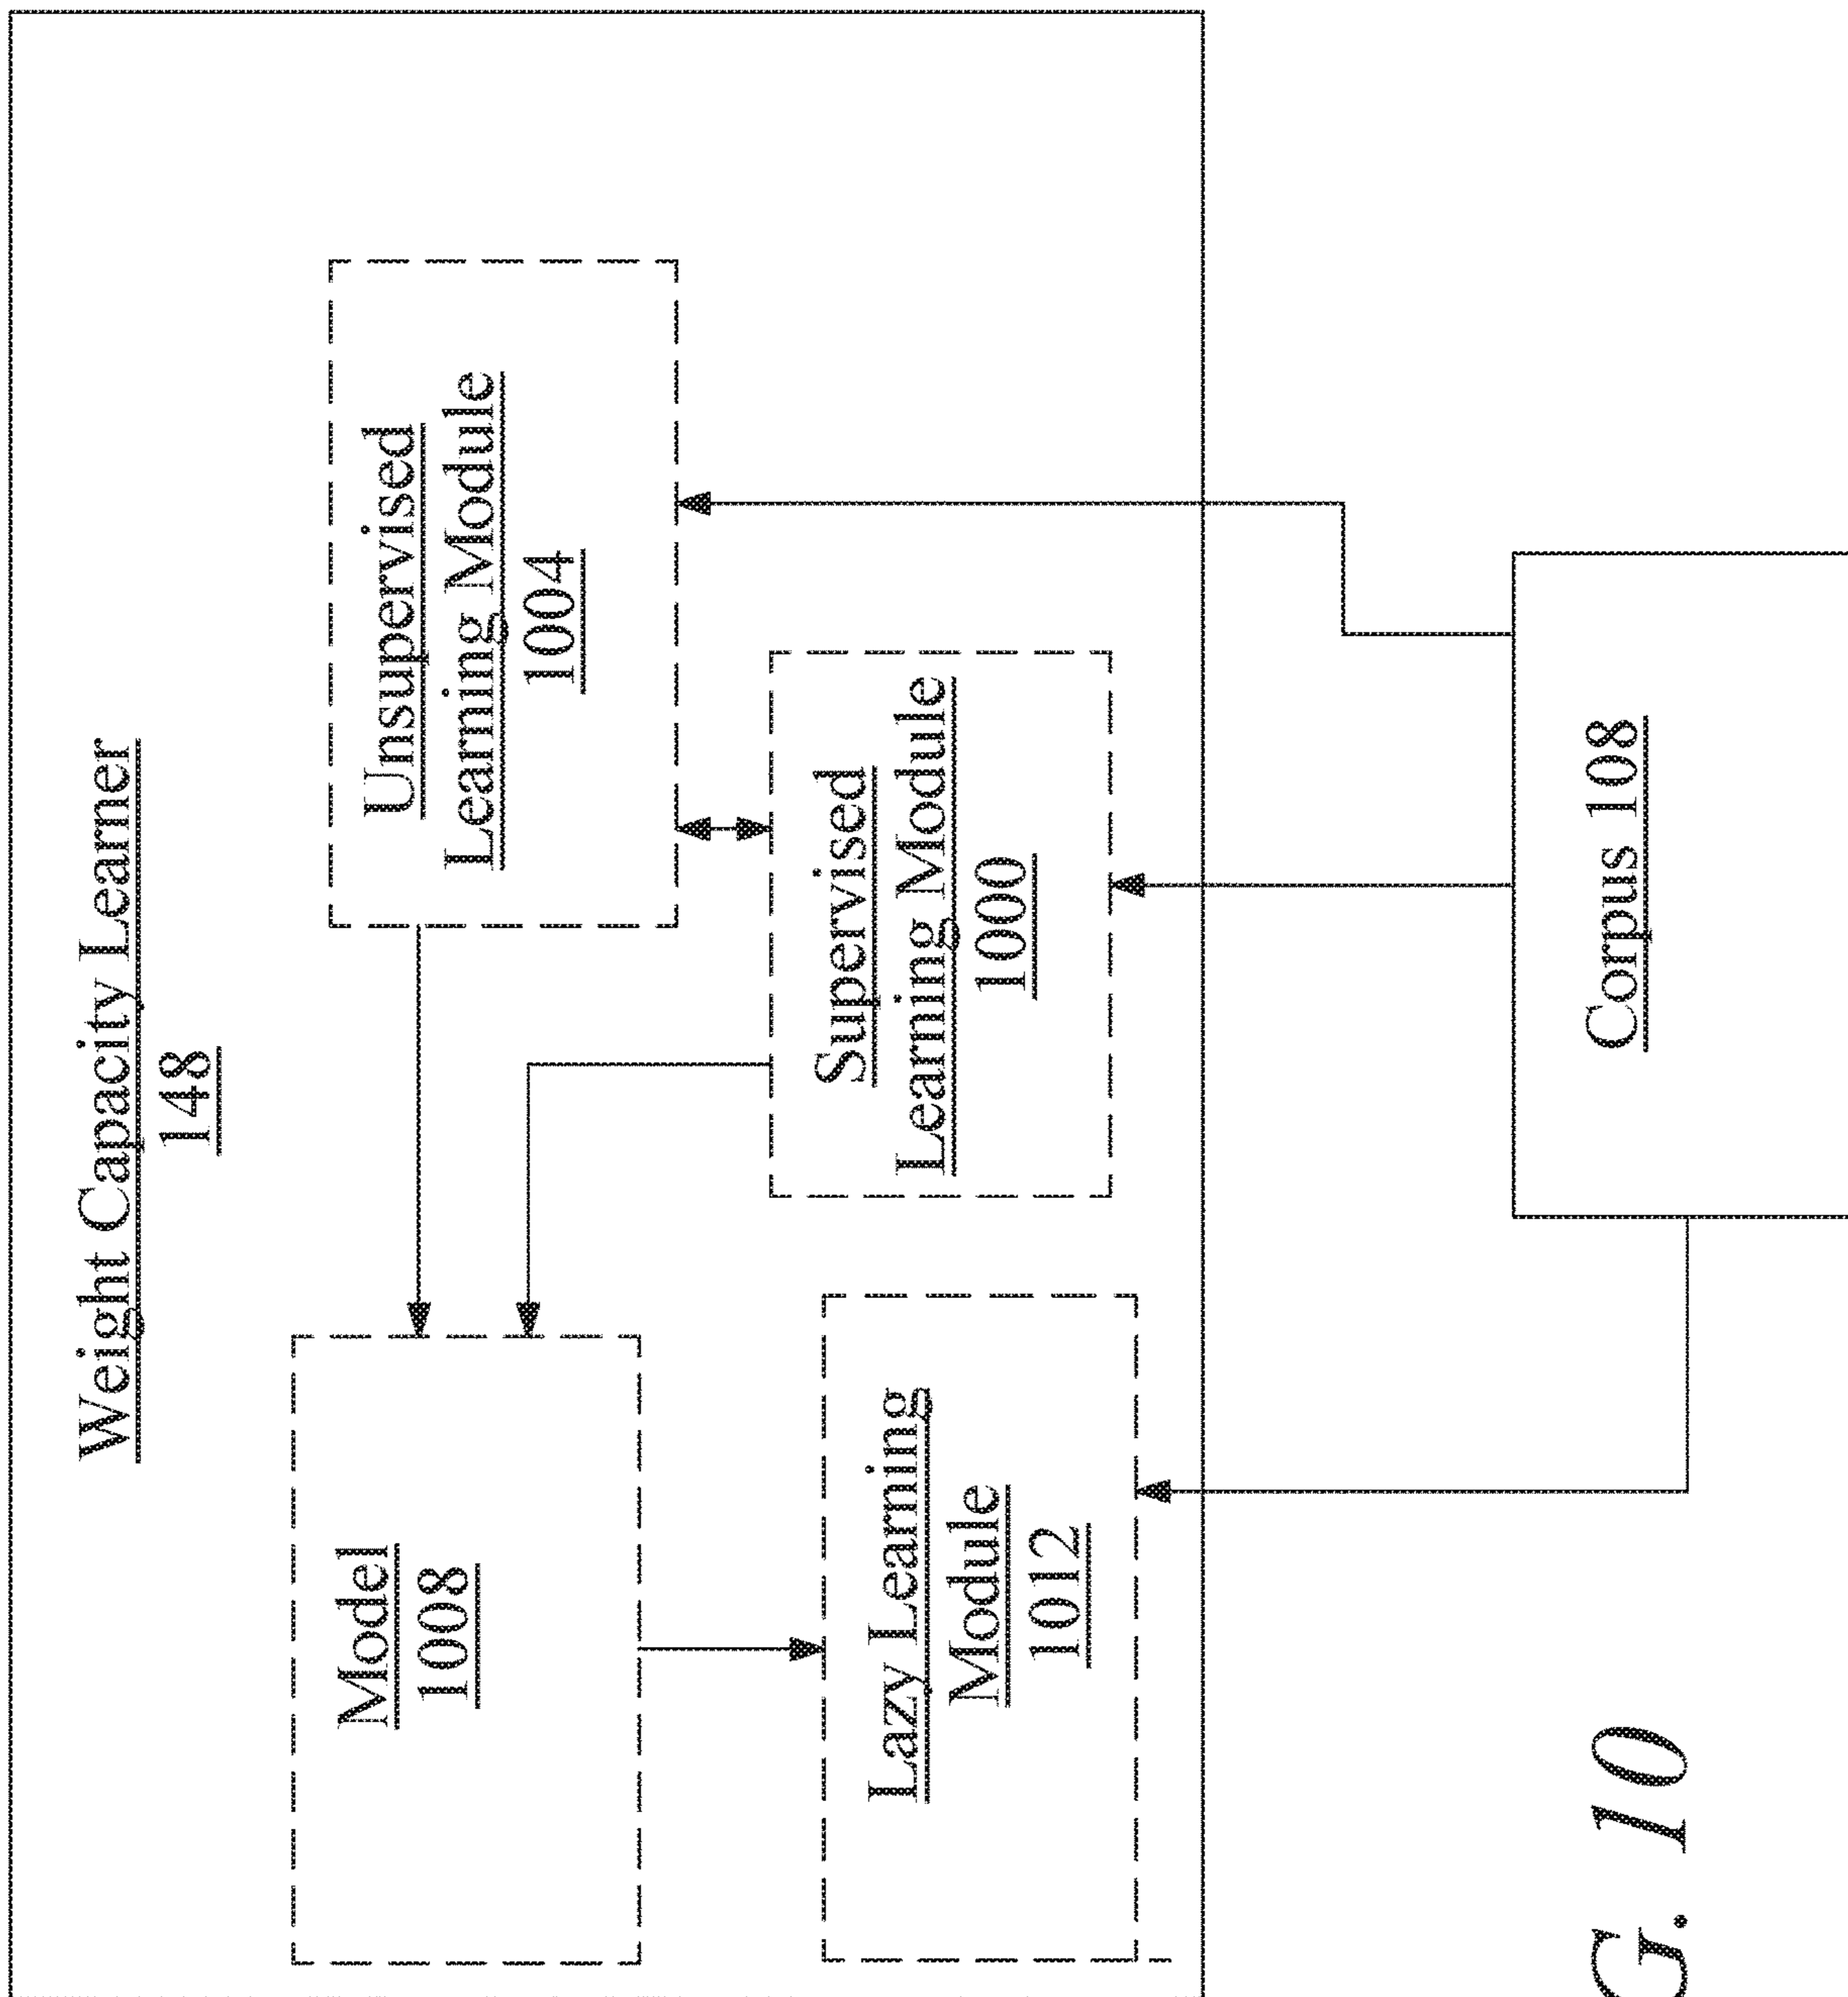 Weight Capacity Learner
148
Model
1008
Unsupervised
Learning Module
1004
Lazy Learning
Module
1012
Supervised
Learning Module
1000
Corpus 108
G. 10